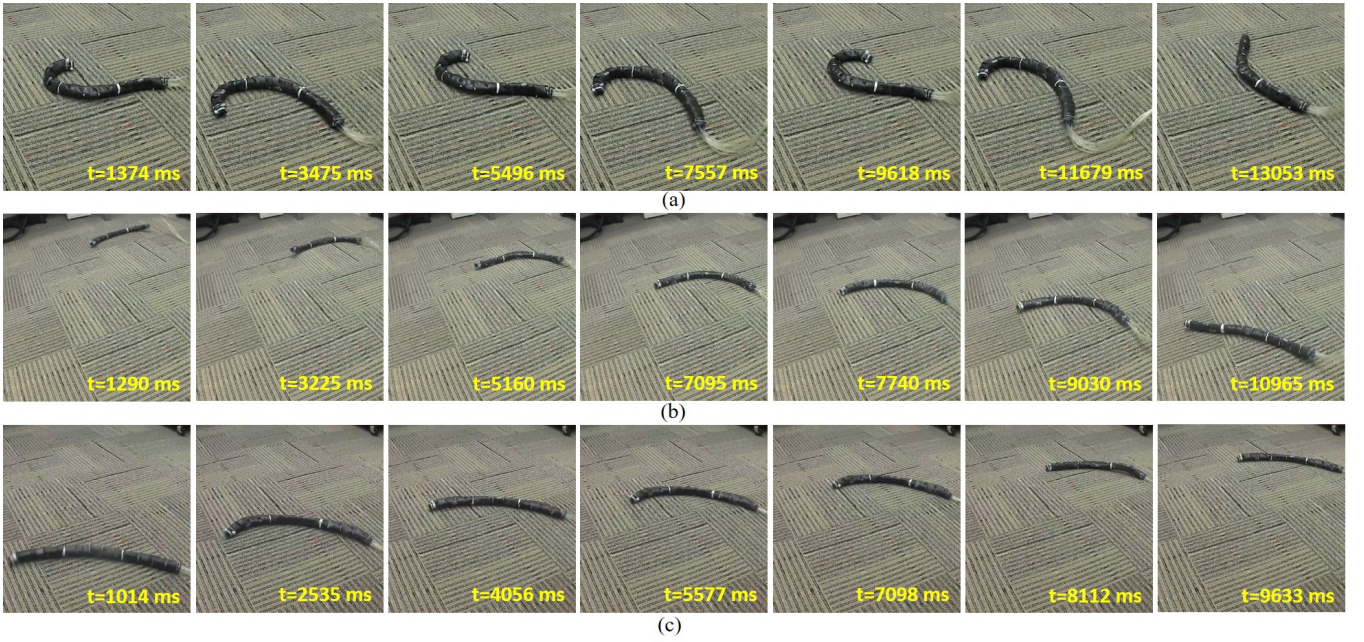 t=1374 ms t=3475 ms t=5496 ms t=7557 ms t=9618 ms t=11679 ms t=13053 ms
(a)
t=1290 ms t=3225 ms t=5160 ms t=7095 ms t=7740 ms t=9030 ms t=10965 ms
(b)
t=1014 ms t=2535 ms t=4056 ms t=5577 ms t=7098 ms t=8112 ms t=9633 ms
(c)